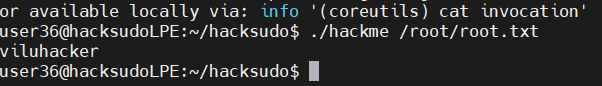 or available locally via: info '(coreutils) cat invocation'
user36@hacksudoLPE:~/hacksudo$ ./hackme /root/root.txt
viluhacker
user36@hacksudoLPE:~/hacksudo$